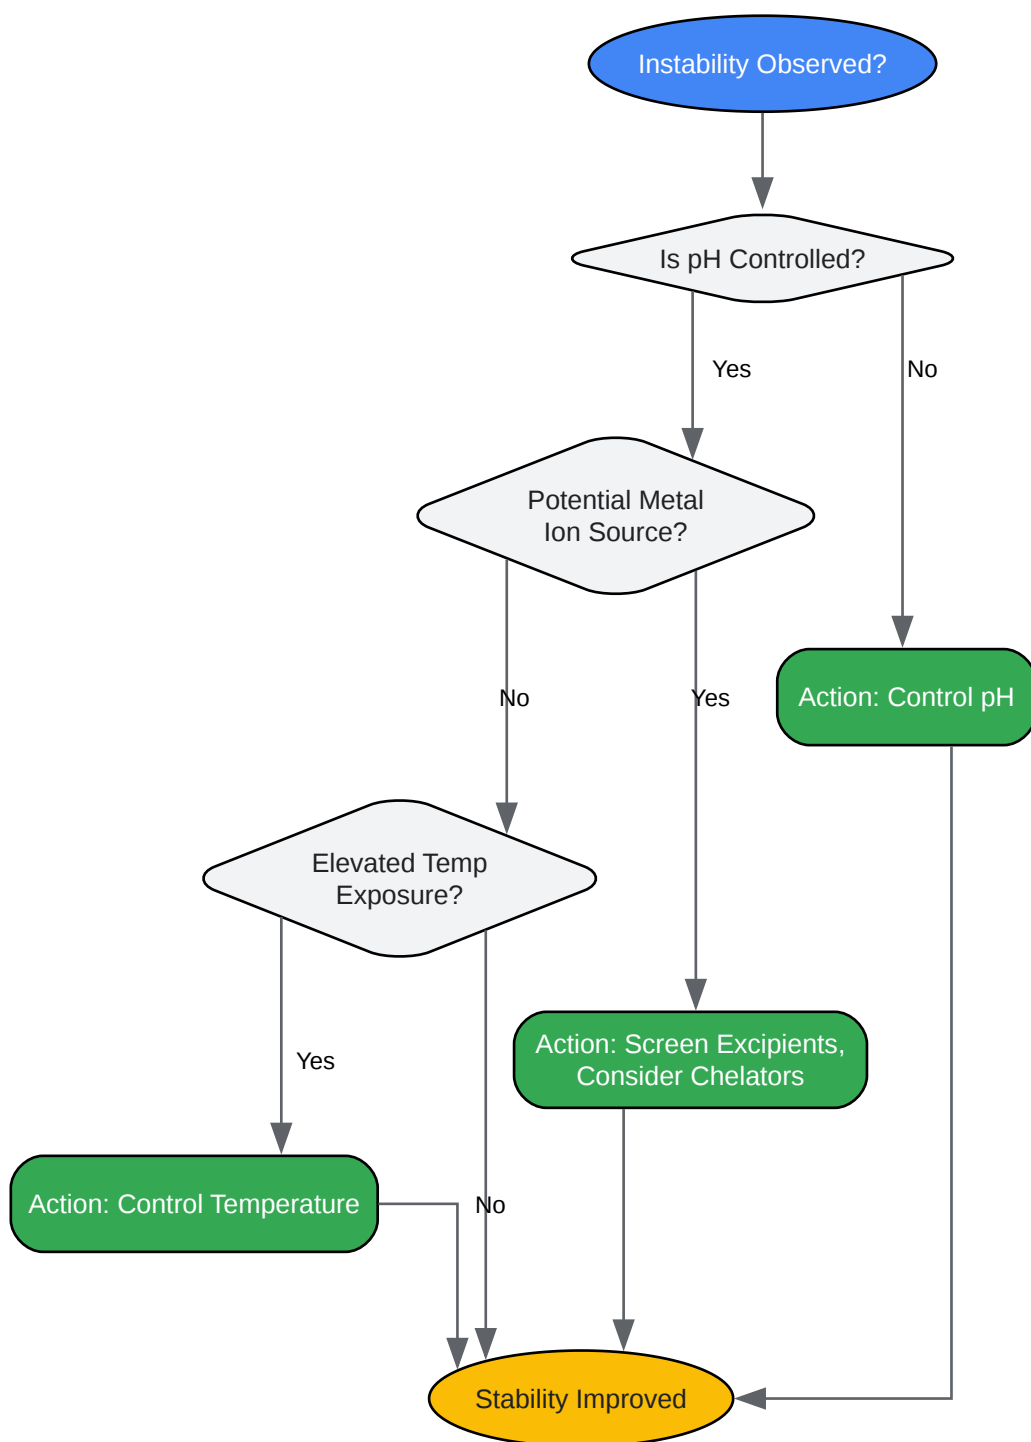 Instability Observed?
Is pH Controlled?
Yes
No
Potential Metal
Ion Source?
No
Yes
Action: Control pH
Elevated Temp
Exposure?
Yes
Action: Screen Excipients,
Consider Chelators
Action: Control Temperature
No
Stability Improved